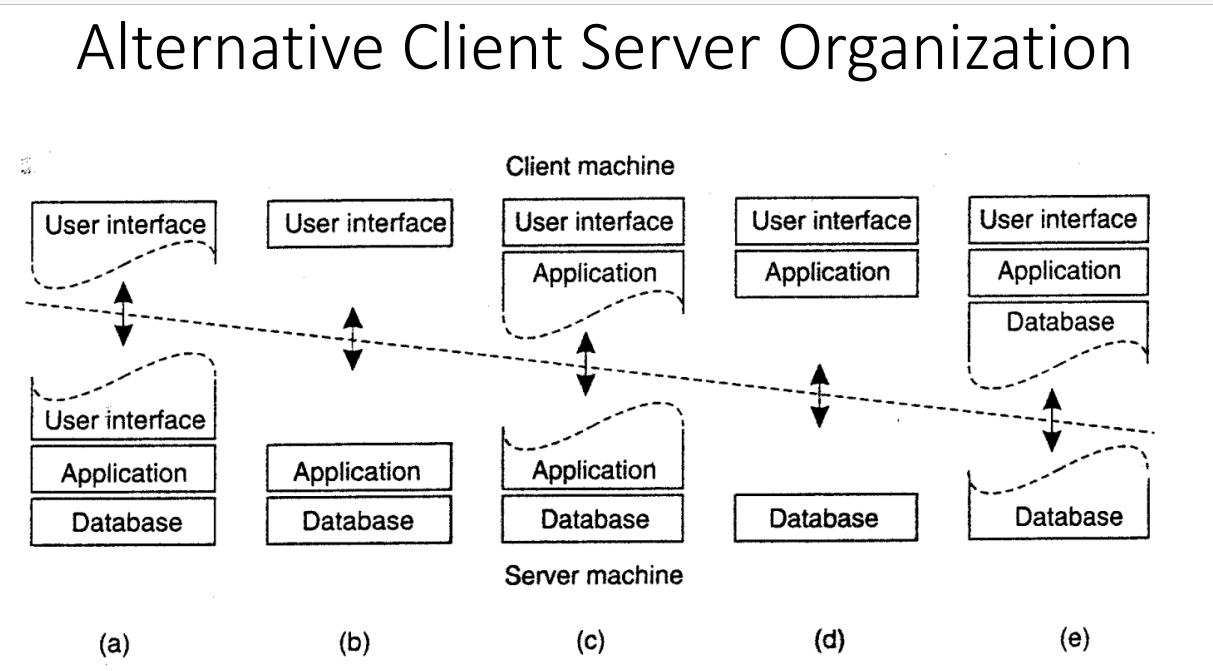 Alternative Client Server Organization
Client machine
User interface
User interface
User interface
User interface
User interface
Application
Application
Application
Database
User interface
Application
Application
Application
Database
Database
Database
Database
Database
Server machine
(a)
(b)
(c)
(d)
(e)